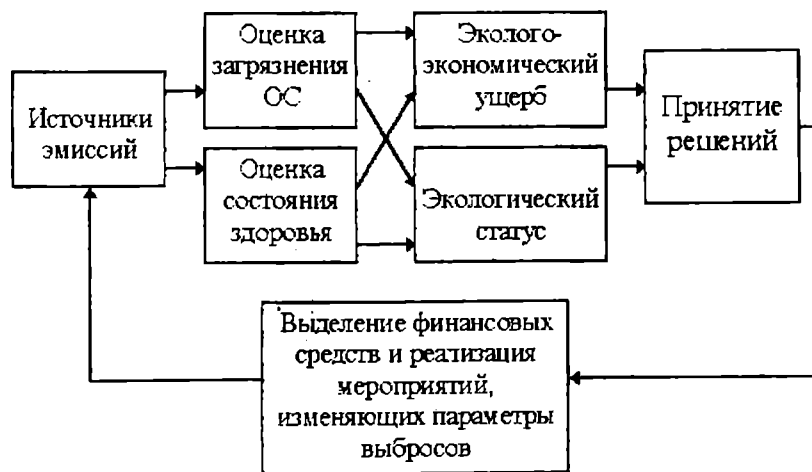 Источники
эмиссий
Оценка
загрязнения
ОС
Оценка
состояния
здоровья
Эколого-
экономический
ущерб
Экологический
статус
Принятие
решений
Выделение финансовых
средств и реализация
мероприятий,
изменяющих параметры
выбросов